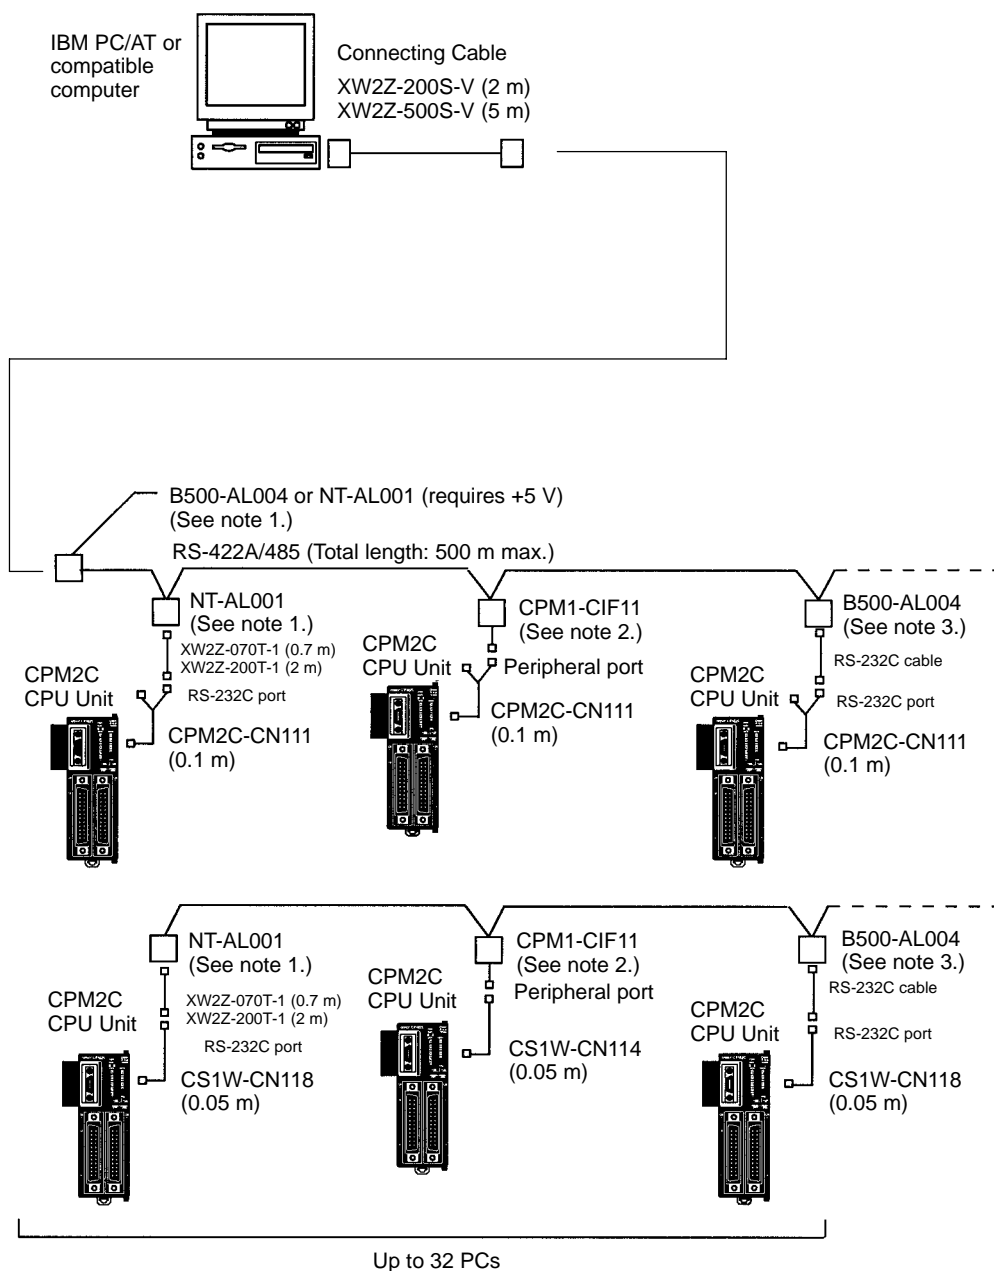 IBM PC/AT or
compatible
computer
Connecting Cable
XW2Z-200S-V (2 m)
XW2Z-500S-V (5 m)
B500-AL004 or NT-AL001 (requires +5 V)
(See note 1.)
RS-422A/485 (Total length: 500 m max.)
NT-AL001
(See note 1.)
XW2Z-070T-1 (0.7 m)
XW2Z-200T-1 (2 m)
RS-232C port
CPM2C
CPU Unit
CPM2C-CN111
(0.1 m)
CPM1-CIF11
(See note 2.)
CPM2C
CPU Unit
Peripheral port
CPM2C-CN111
(0.1 m)
B500-AL004
(See note 3.)
RS-232C cable
CPM2C
CPU Unit
RS-232C port
CPM2C-CN111
(0.1 m)
NT-AL001
(See note 1.)
CPM2C
CPU Unit
XW2Z-070T-1 (0.7 m)
XW2Z-200T-1 (2 m)
RS-232C port
CS1W-CN118
(0.05 m)
CPM1-CIF11
(See note 2.)
CPM2C
CPU Unit
Peripheral port
CS1W-CN114
(0.05 m)
B500-AL004
(See note 3.)
RS-232C cable
CPM2C
CPU Unit
RS-232C port
CS1W-CN118
(0.05 m)
Up to 32 PCs